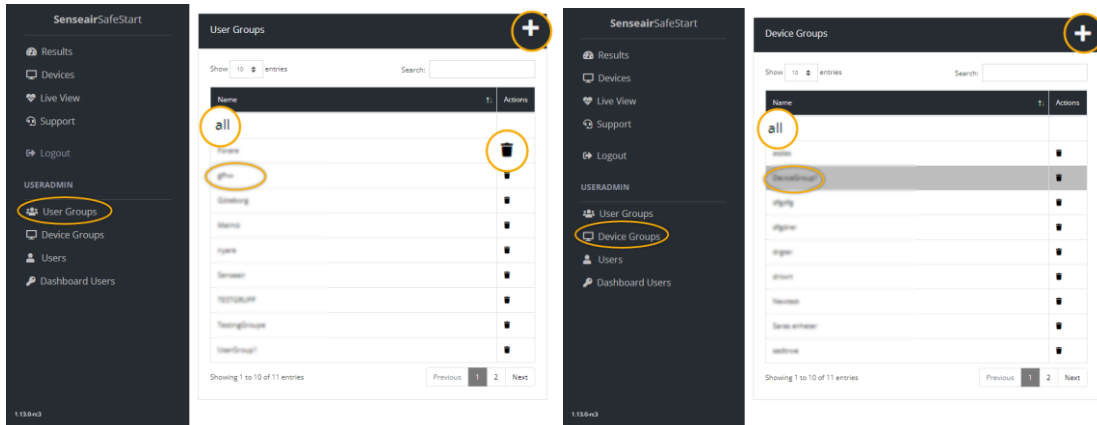 SenseairSafeStart
Results
Devices
Live View
Support
Logout
USERADMIN
User Groups
Device Groups
Users
Dashboard Users
1.13.0-rc3
User Groups
+
Show 10 entries
Search:
Name
Actions
all
Göteborg
Malmö
nyare
Senseair
TESTGRUPP
TestingGroupe
UserGroup1
Showing 1 to 10 of 11 entries
Previous 1 2 Next
SenseairSafeStart
Results
Devices
Live View
Support
Logout
USERADMIN
User Groups
Device Groups
Users
Dashboard Users
1.13.0-rc3
Device Groups
+
Show 10 entries
Search:
Name
Actions
all
DeviceGroup1
Newtest
Saras enheter
Showing 1 to 10 of 11 entries
Previous 1 2 Next